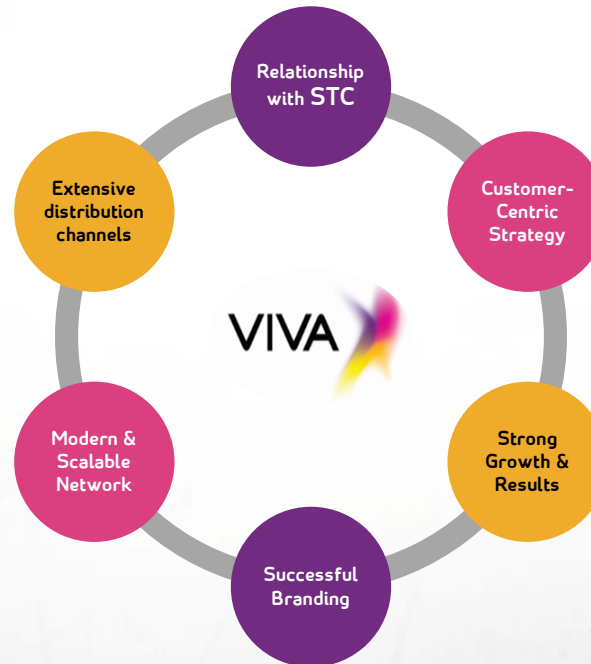 Relationship
with STC
Customer-
Centric
Strategy
Strong
Growth &
Results
Successful
Branding
Modern &
Scalable
Network
Extensive
distribution
channels
VIVA